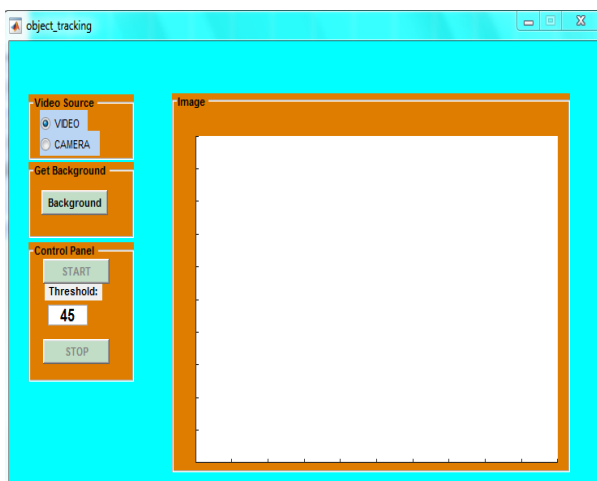 object_tracking
Video Source
VIDEO
CAMERA
Get Background
Background
Control Panel
START
Threshold:
45
STOP
Image